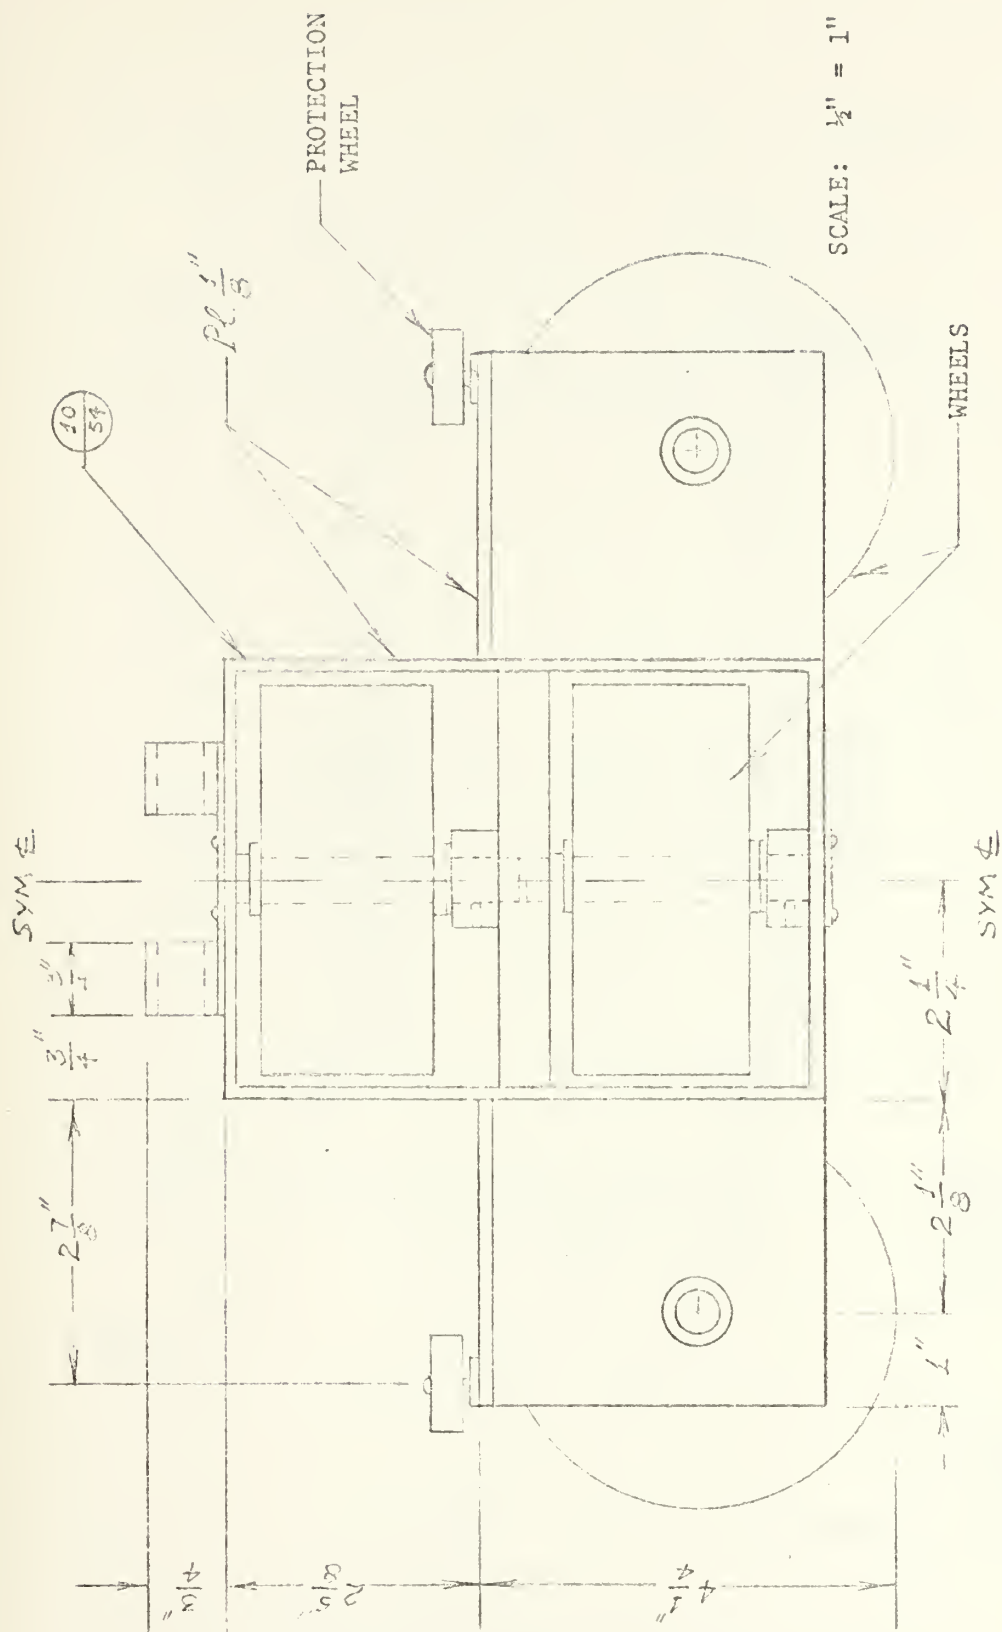 10
54
Pl. 1/8"
PROTECTION
WHEEL
SYM ℄
3/4"
3/4"
2 7/8"
3/4"
2 5/8"
4 1/4"
SCALE: ½" = 1"
WHEELS
2 1/4"
2 1/8"
1"
SYM ℄